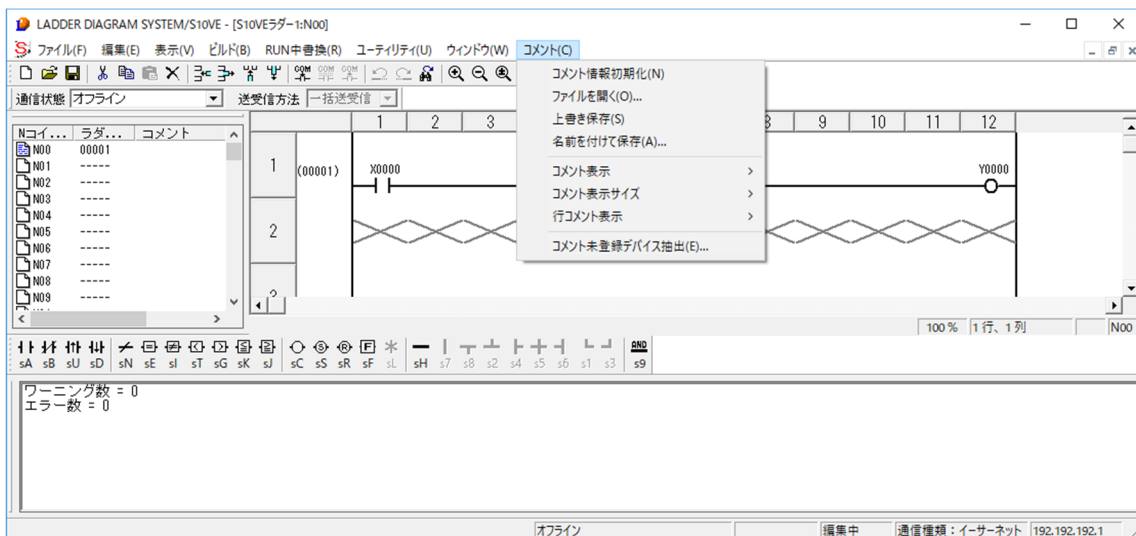 LADDER DIAGRAM SYSTEM/S10VE - [S10VEラダー1:N00]
ファイル(F) 編集(E) 表示(V) ビルド(B) RUN中書換(R) ユーティリティ(U) ウィンドウ(W) コメント(C)
COM COM COM
通信状態 オフライン 送受信方法 一括送受信
コメント情報初期化(N)
ファイルを開く(O)...
上書き保存(S)
名前を付けて保存(A)...
コメント表示
コメント表示サイズ
行コメント表示
コメント未登録デバイス抽出(E)...
Nコイ... ラダ... コメント
N00 00001
N01 -----
N02 -----
N03 -----
N04 -----
N05 -----
N06 -----
N07 -----
N08 -----
N09 -----
1 2 3 8 9 10 11 12
1 (00001) X0000 Y0000
2
100 % 1行、1列 N00
S R F AND
sA sB sU sD sN sE sI sT sG sK sJ sC sS sR sF sL sH s7 s8 s2 s4 s5 s6 s1 s3 s9
ワーニング数 = 0
エラー数 = 0
オフライン 編集中 通信種類：イーサーネット 192.192.192.1